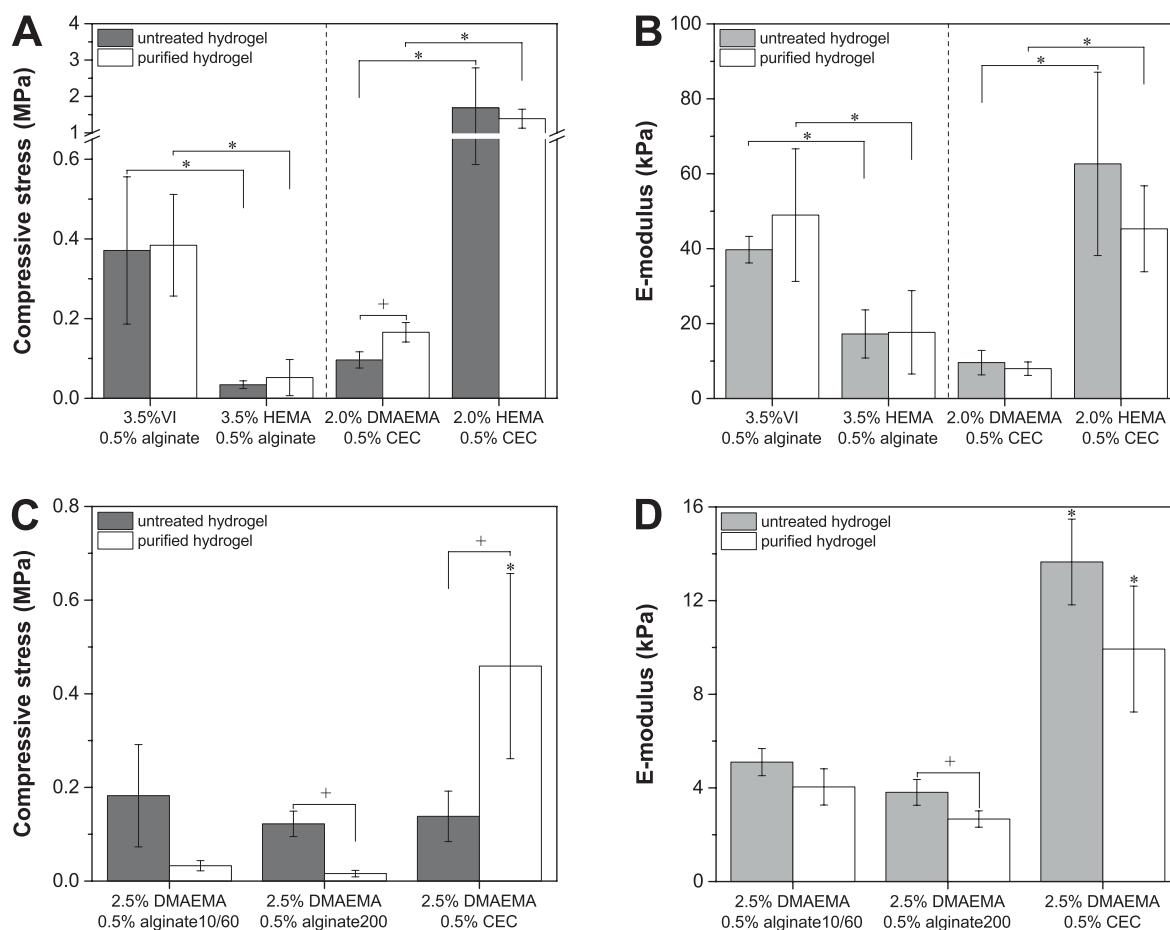 A
Compressive stress (MPa)
4
3
2
1
0.6
0.4
0.2
0.0
untreated hydrogel
purified hydrogel
*
*
*
*
+
3.5%VI
0.5% alginate
3.5% HEMA
0.5% alginate
2.0% DMAEMA
0.5% CEC
2.0% HEMA
0.5% CEC
B
E-modulus (kPa)
100
80
60
40
20
0
untreated hydrogel
purified hydrogel
*
*
*
*
3.5%VI
0.5% alginate
3.5% HEMA
0.5% alginate
2.0% DMAEMA
0.5% CEC
2.0% HEMA
0.5% CEC
C
Compressive stress (MPa)
0.8
0.6
0.4
0.2
0.0
untreated hydrogel
purified hydrogel
+
*
+
2.5% DMAEMA
0.5% alginate10/60
2.5% DMAEMA
0.5% alginate200
2.5% DMAEMA
0.5% CEC
D
E-modulus (kPa)
16
12
8
4
0
untreated hydrogel
purified hydrogel
*
*
+
2.5% DMAEMA
0.5% alginate10/60
2.5% DMAEMA
0.5% alginate200
2.5% DMAEMA
0.5% CEC